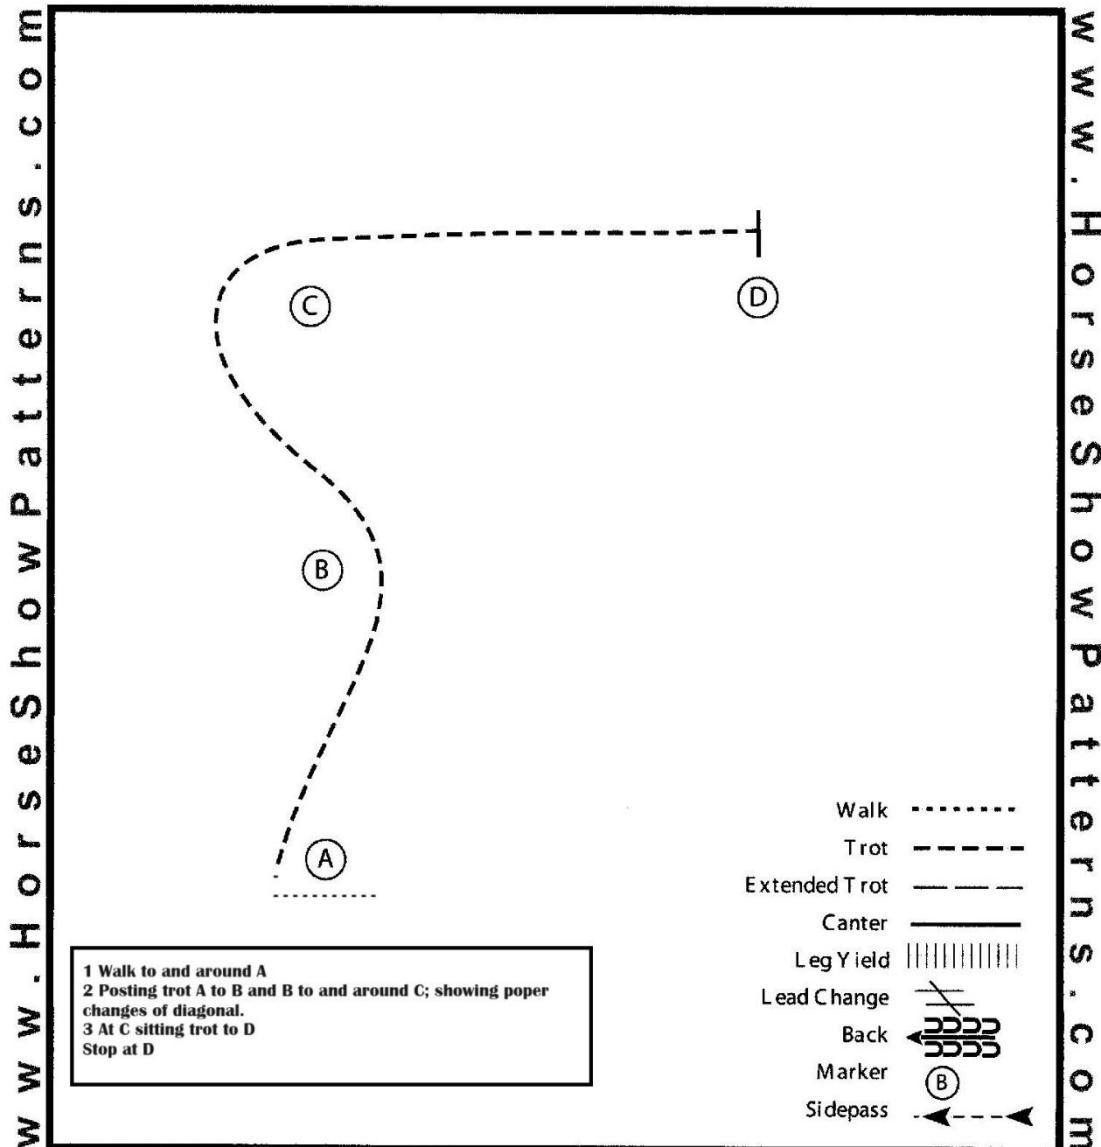 www.HorseShowPatterns.com
www.HorseShowPatterns.com
C
D
B
A
Walk
Trot
Extended Trot
Canter
Leg Yield
Lead Change
Back
Marker
B
Sidepass
1 Walk to and around A
2 Posting trot A to B and B to and around C; showing poper
changes of diagonal.
3 At C sitting trot to D
Stop at D